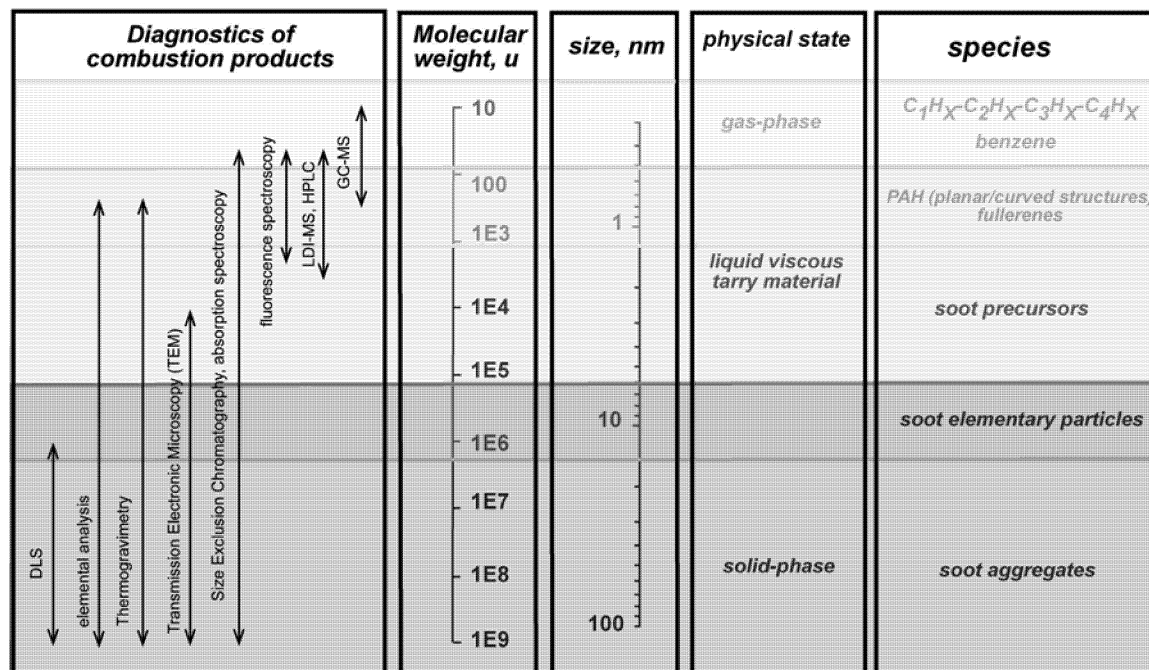 Diagnostics of
combustion products
DLS
elemental analysis
Thermogravimetry
Transmission Electronic Microscopy (TEM)
Size Exclusion Chromatography, absorption spectroscopy
fluorescence spectroscopy
LDI-MS, HPLC
GC-MS
Molecular
weight, u
10
100
1E3
1E4
1E5
1E6
1E7
1E8
1E9
size, nm
1
10
100
physical state
gas-phase
liquid viscous
tarry material
solid-phase
species
C1HX-C2HX-C3HX-C4HX
benzene
PAH (planar/curved structures)
fullerenes
soot precursors
soot elementary particles
soot aggregates